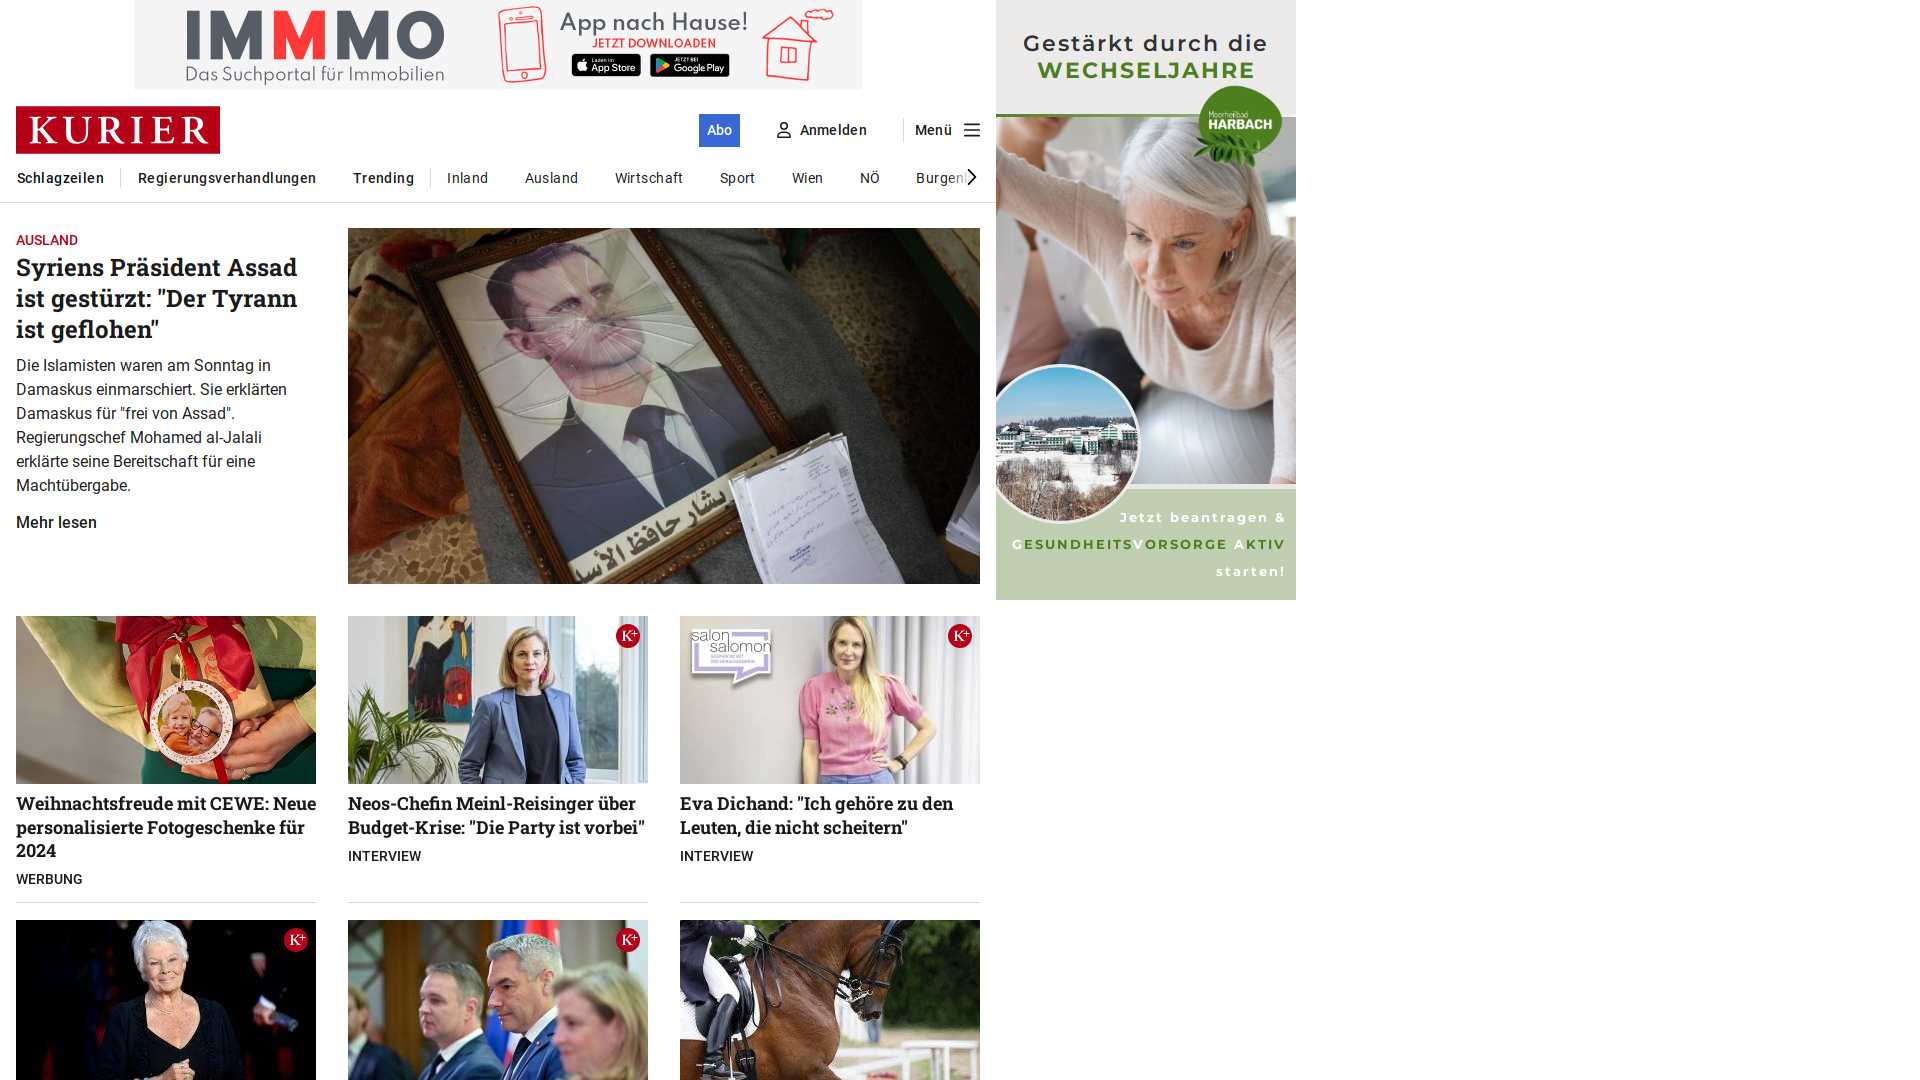 IMMMO
Das Suchportal für Immobilien
App nach Hause!
JETZT DOWNLOADEN
Laden im
App Store
JETZT BEI
Google Play
Gestärkt durch die
WECHSELJAHRE
Moorheilbad
HARBACH
KURIER
Abo
Anmelden
Menü
Schlagzeilen
Regierungsverhandlungen
Trending
Inland
Ausland
Wirtschaft
Sport
Wien
NÖ
AUSLAND
Syriens Präsident Assad
ist gestürzt: "Der Tyrann
ist geflohen"
Die Islamisten waren am Sonntag in
Damaskus einmarschiert. Sie erklärten
Damaskus für "frei von Assad".
Regierungschef Mohamed al-Jalali
erklärte seine Bereitschaft für eine
Machtübergabe.
Mehr lesen
بشار حافظ الأسد
Jetzt beantragen &
GESUNDHEITSVORSORGE AKTIV
starten!
K+
salon
salomon
K+
Weihnachtsfreude mit CEWE: Neue
personalisierte Fotogeschenke für
2024
WERBUNG
Neos-Chefin Meinl-Reisinger über
Budget-Krise: "Die Party ist vorbei"
INTERVIEW
Eva Dichand: "Ich gehöre zu den
Leuten, die nicht scheitern"
INTERVIEW
K+
K+